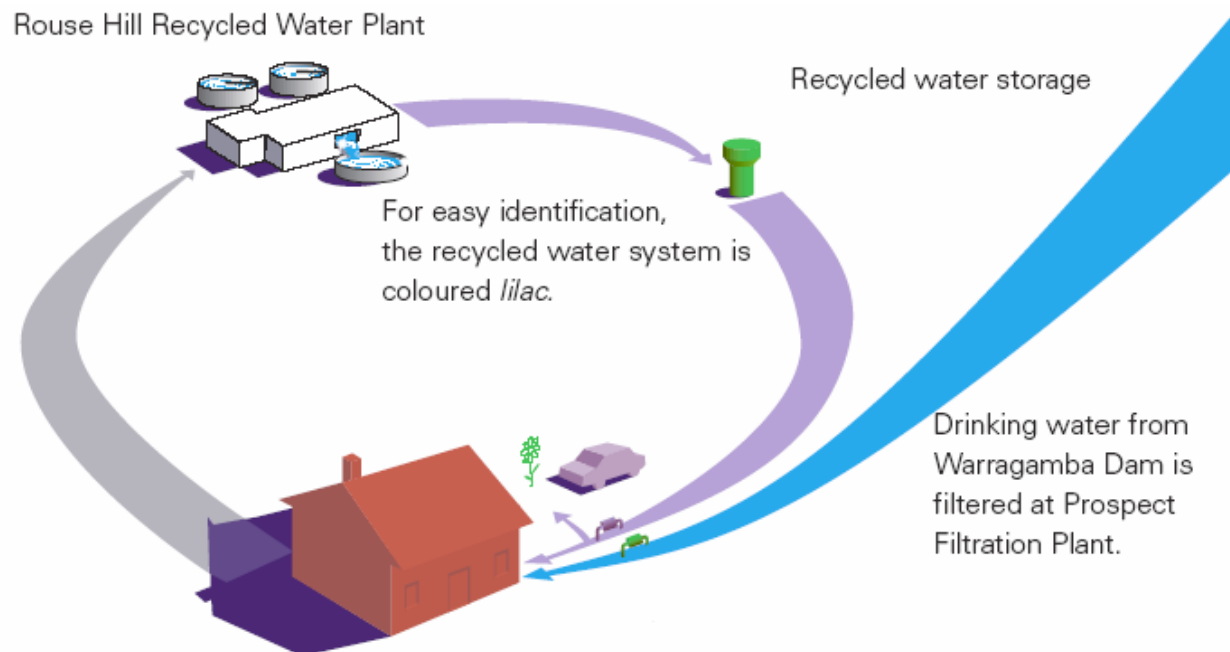 Rouse Hill Recycled Water Plant
Recycled water storage
For easy identification,
the recycled water system is
coloured lilac.
Drinking water from
Warragamba Dam is
filtered at Prospect
Filtration Plant.